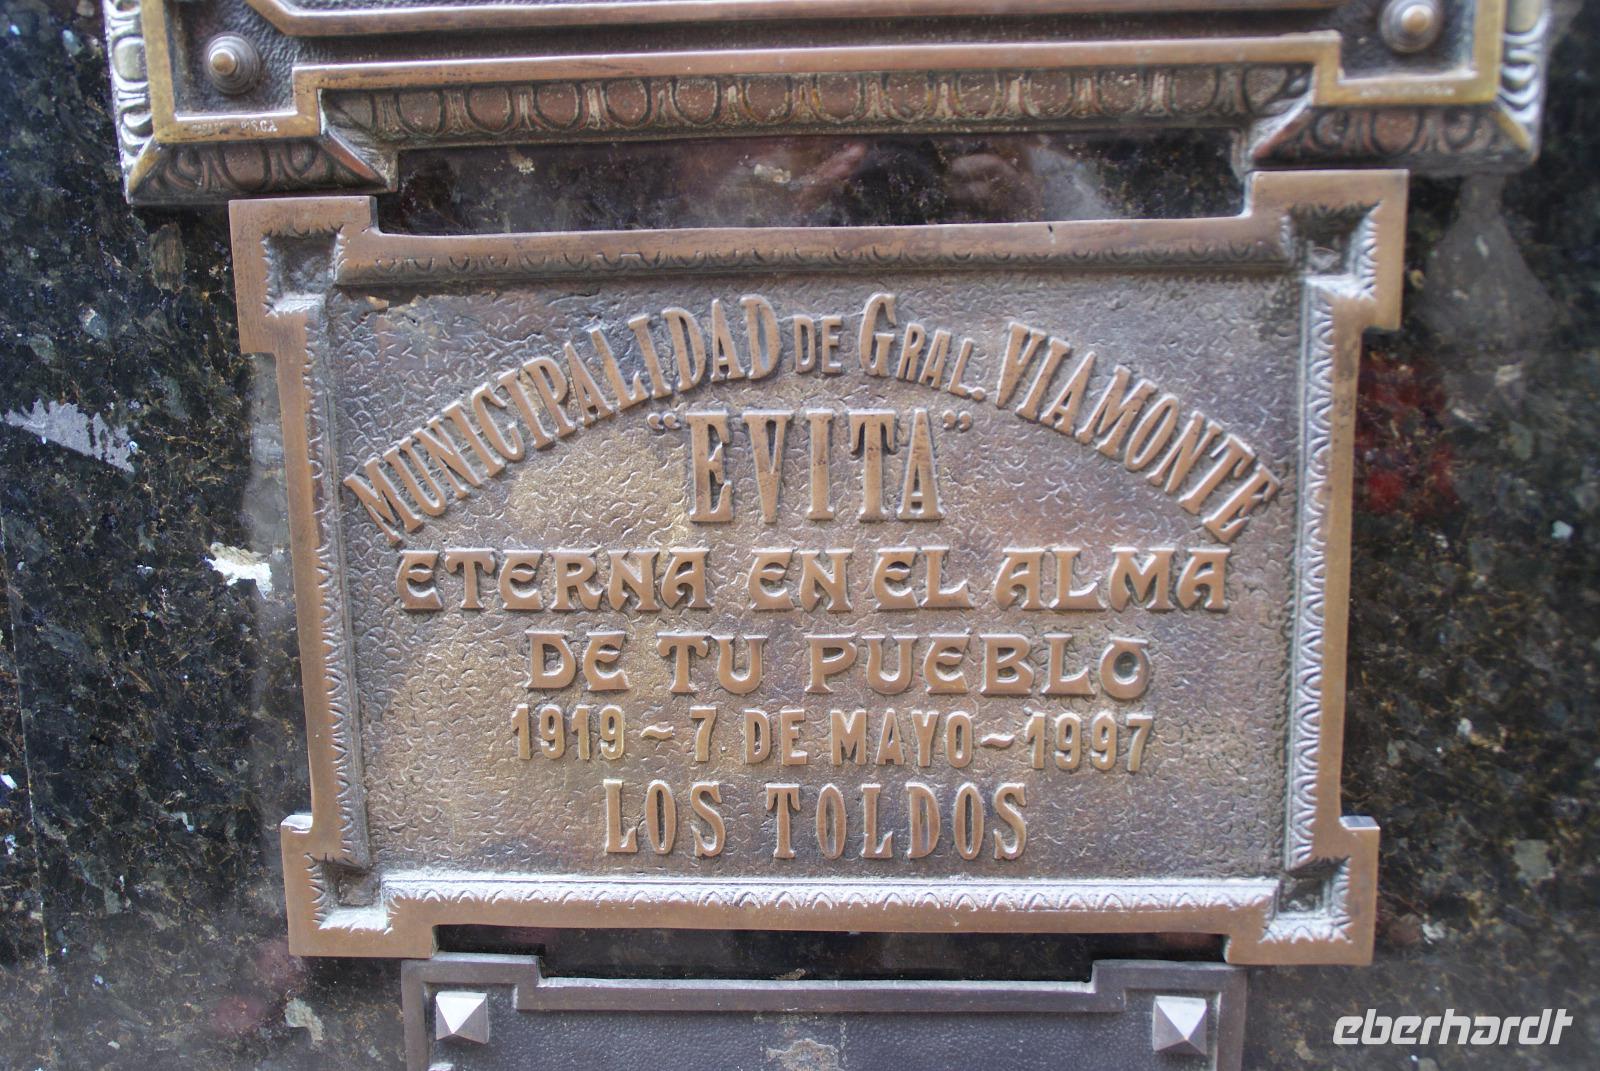 MUNICIPALIDAD DE GRAL. VIAMONTE
"EVITA"
ETERNA EN EL ALMA
DE TU PUEBLO
1919 ~ 7. DE MAYO ~ 1997
LOS TOLDOS
eberhardt